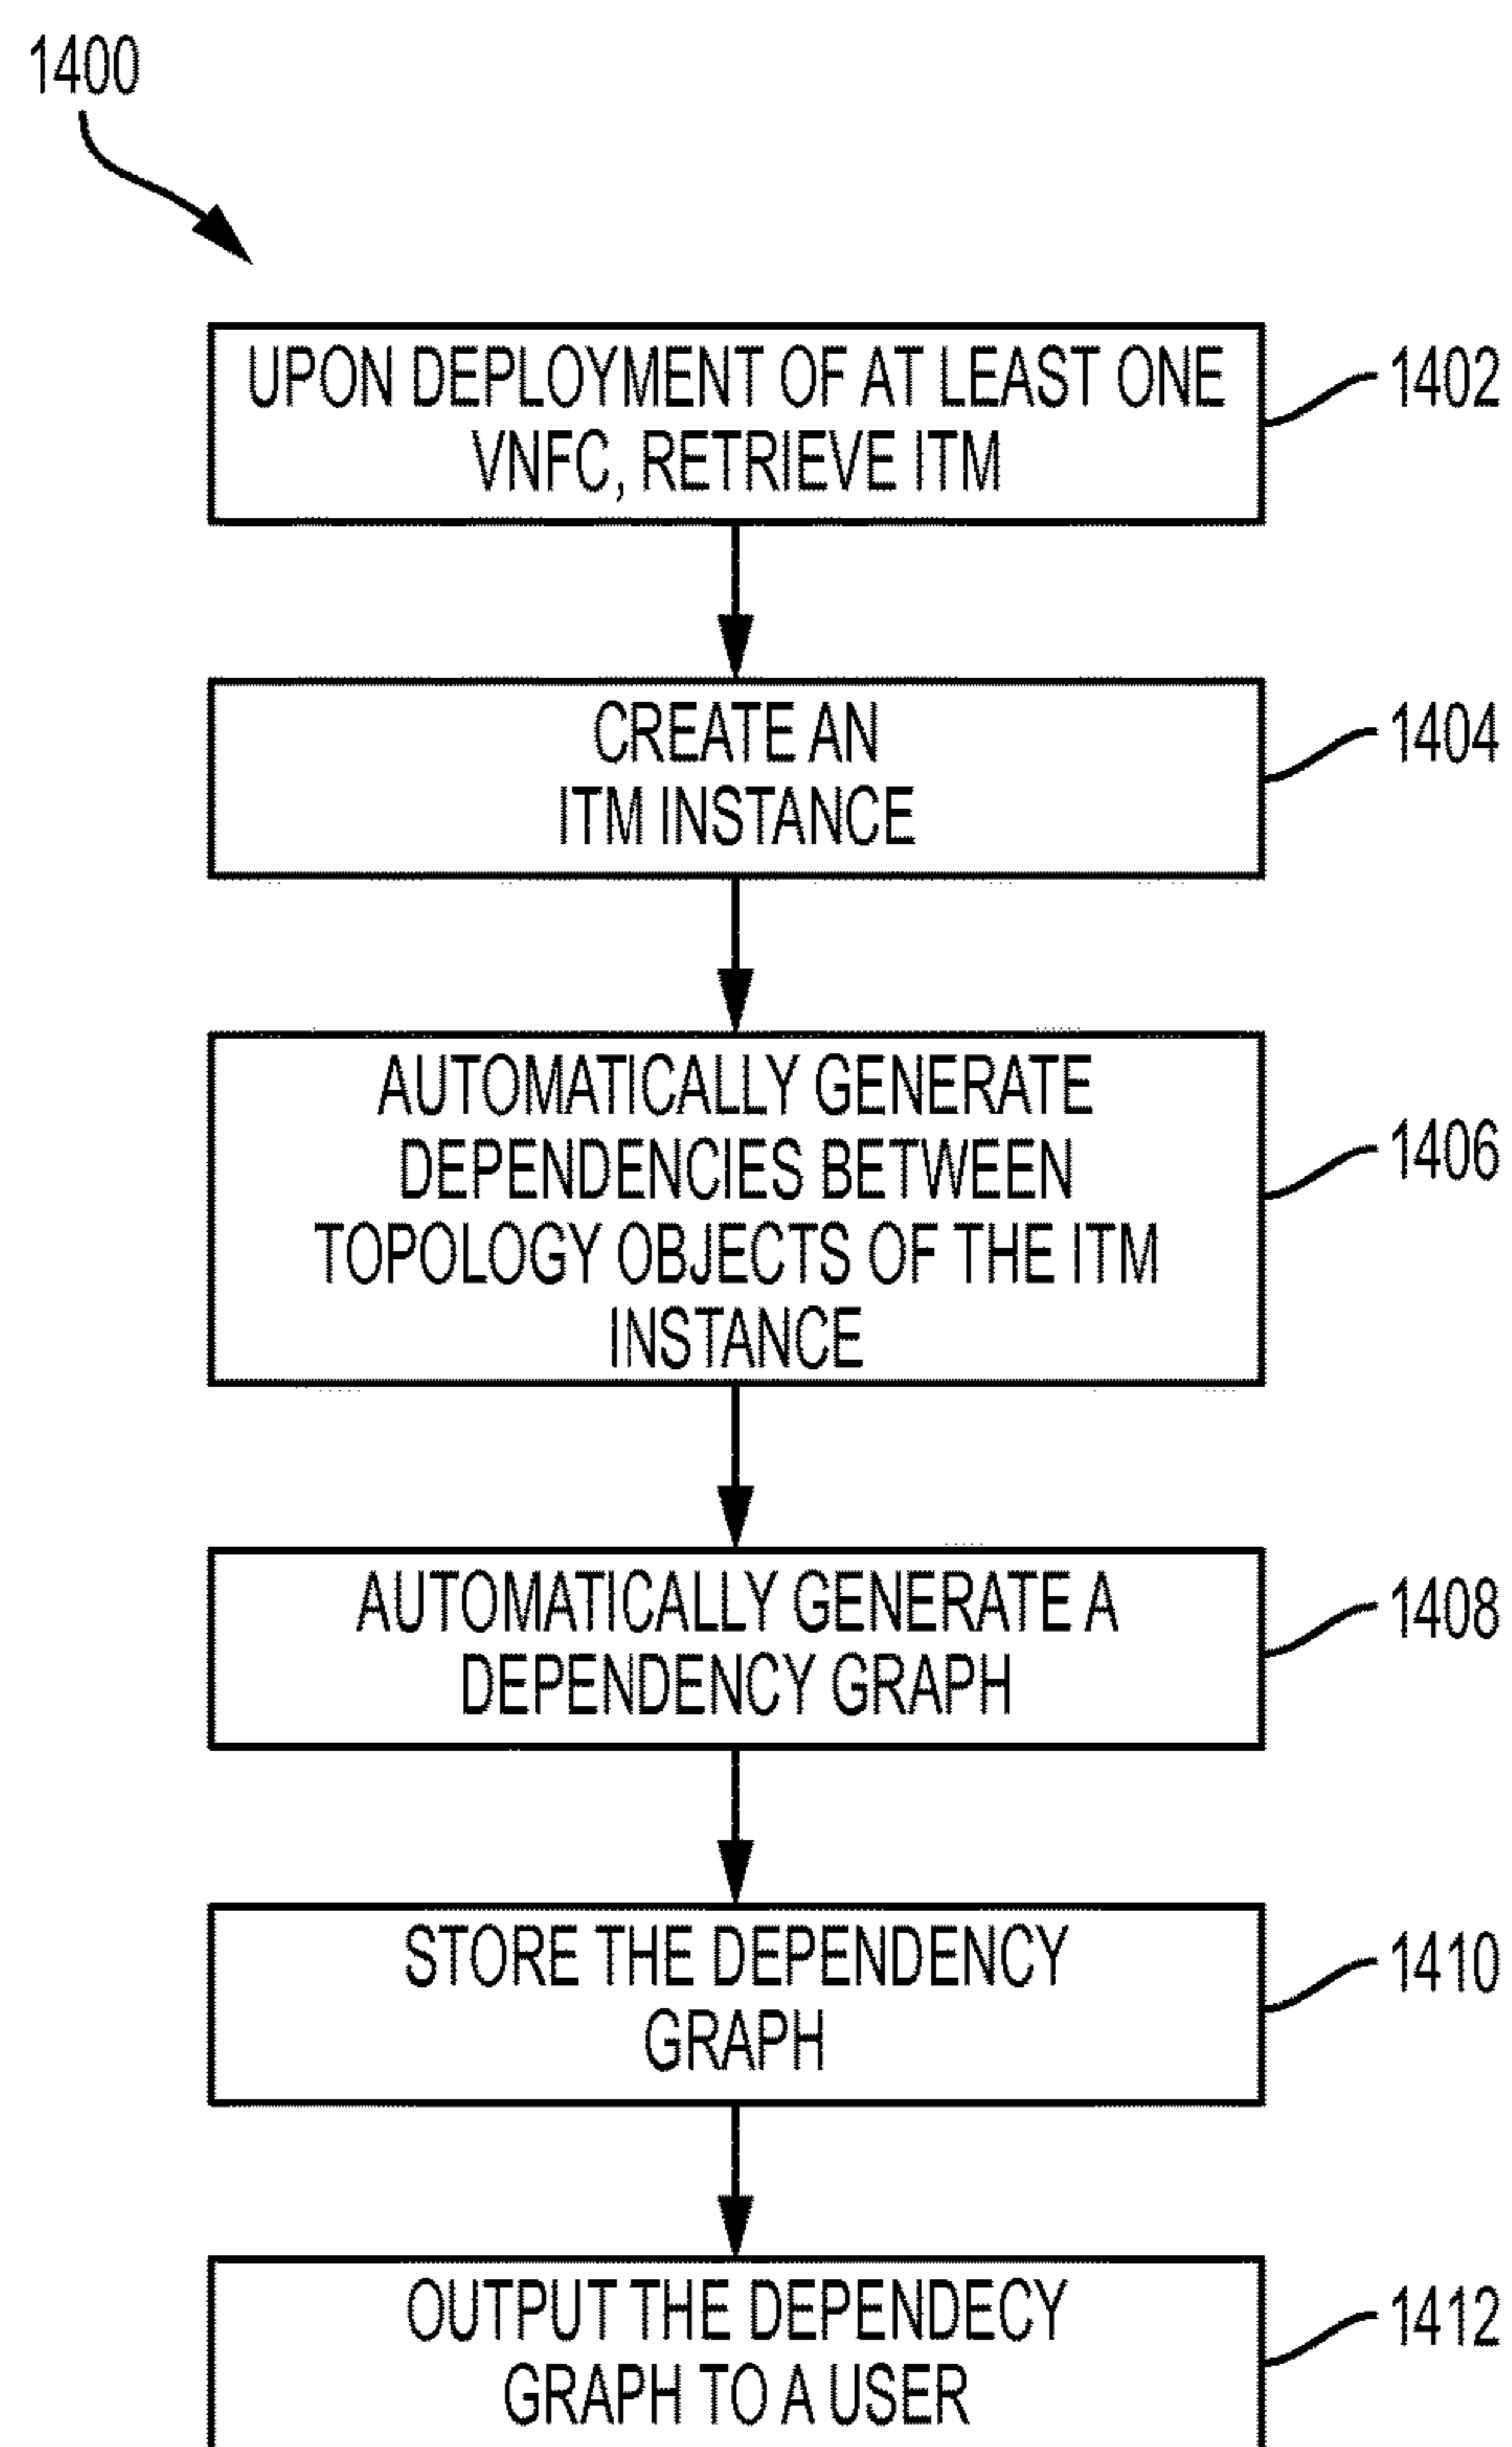 1400
UPON DEPLOYMENT OF AT LEAST ONE
VNFC, RETRIEVE ITM
1402
CREATE AN
ITM INSTANCE
1404
AUTOMATICALLY GENERATE
DEPENDENCIES BETWEEN
TOPOLOGY OBJECTS OF THE ITM
INSTANCE
1406
AUTOMATICALLY GENERATE A
DEPENDENCY GRAPH
1408
STORE THE DEPENDENCY
GRAPH
1410
OUTPUT THE DEPENDECY
GRAPH TO A USER
1412